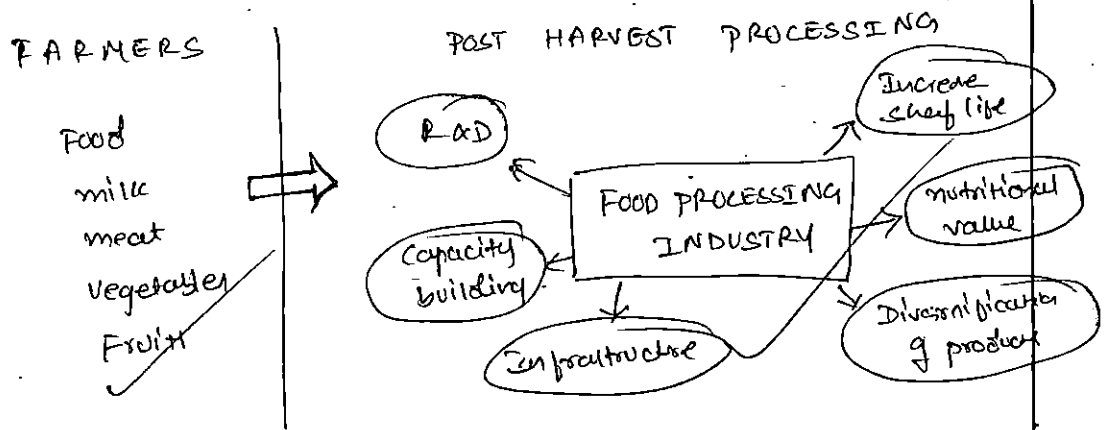 FARMERS
Food
milk
meat
vegetables
Fruits
POST HARVEST PROCESSING
R&D
Increase
shelf life
FOOD PROCESSING
INDUSTRY
nutritional
value
Capacity
building
Infrastructure
Diversification
of products